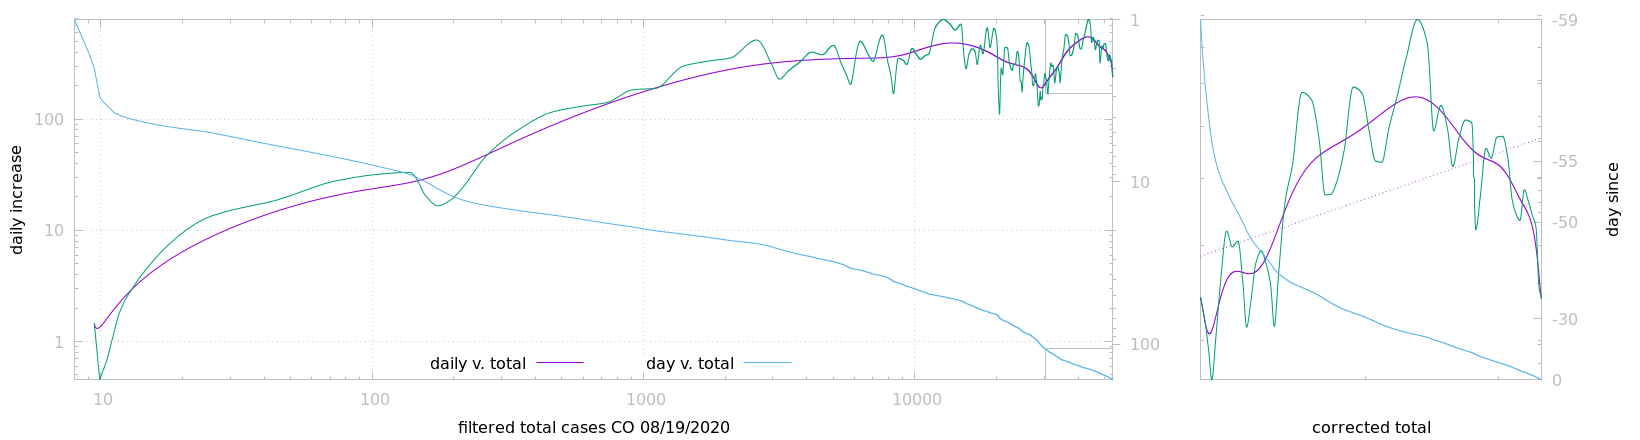 daily increase
100
10
1
10
100
1000
10000
filtered total cases CO 08/19/2020
daily v. total
day v. total
1
10
100
-59
-55
-50
-30
0
day since
corrected total